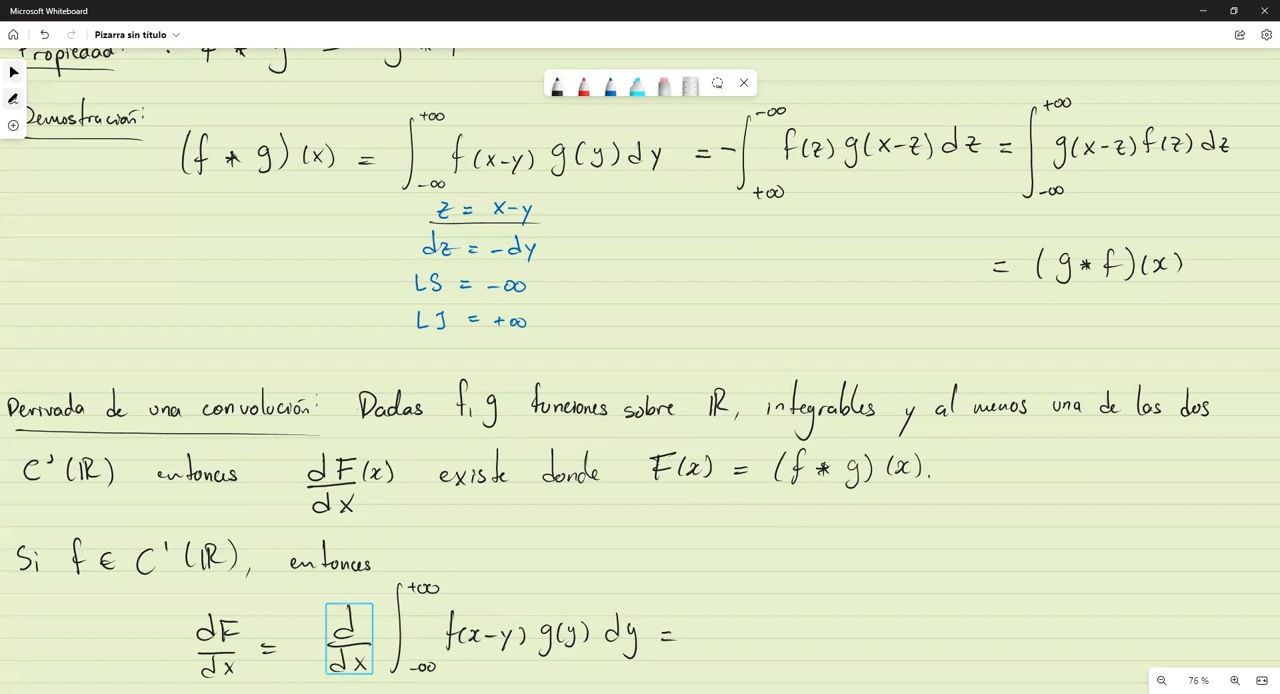 Microsoft Whiteboard
Pizarra sin título
Propiedad: f * g = g * f
Demostración:
(f * g)(x) = ∫_{-∞}^{+∞} f(x-y) g(y) dy = -∫_{+∞}^{-∞} f(z) g(x-z) dz = ∫_{-∞}^{+∞} g(x-z) f(z) dz
z = x-y
dz = -dy
LS = -∞
LI = +∞
= (g * f)(x)
Derivada de una convolución: Dadas f, g funciones sobre ℝ, integrables y al menos una de las dos
C¹(ℝ) entonces dF/dx (x) existe donde F(x) = (f * g)(x).
Si f ∈ C¹(ℝ), entonces
dF/dx = d/dx ∫_{-∞}^{+∞} f(x-y) g(y) dy =
76 %